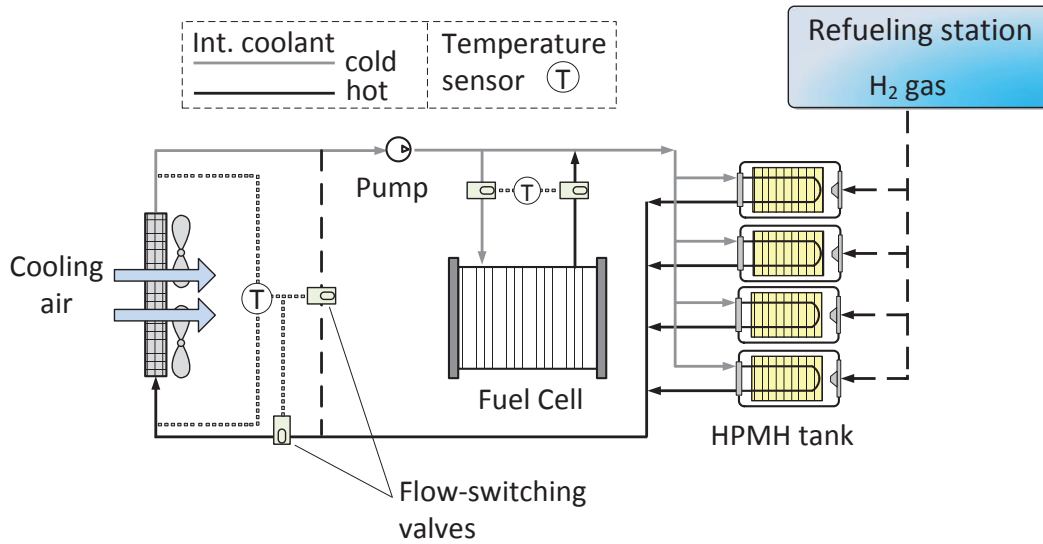 Int. coolant
cold
hot
Temperature
sensor T
Refueling station
H₂ gas
Pump
T
Cooling
air
T
Fuel Cell
HPMH tank
Flow-switching
valves